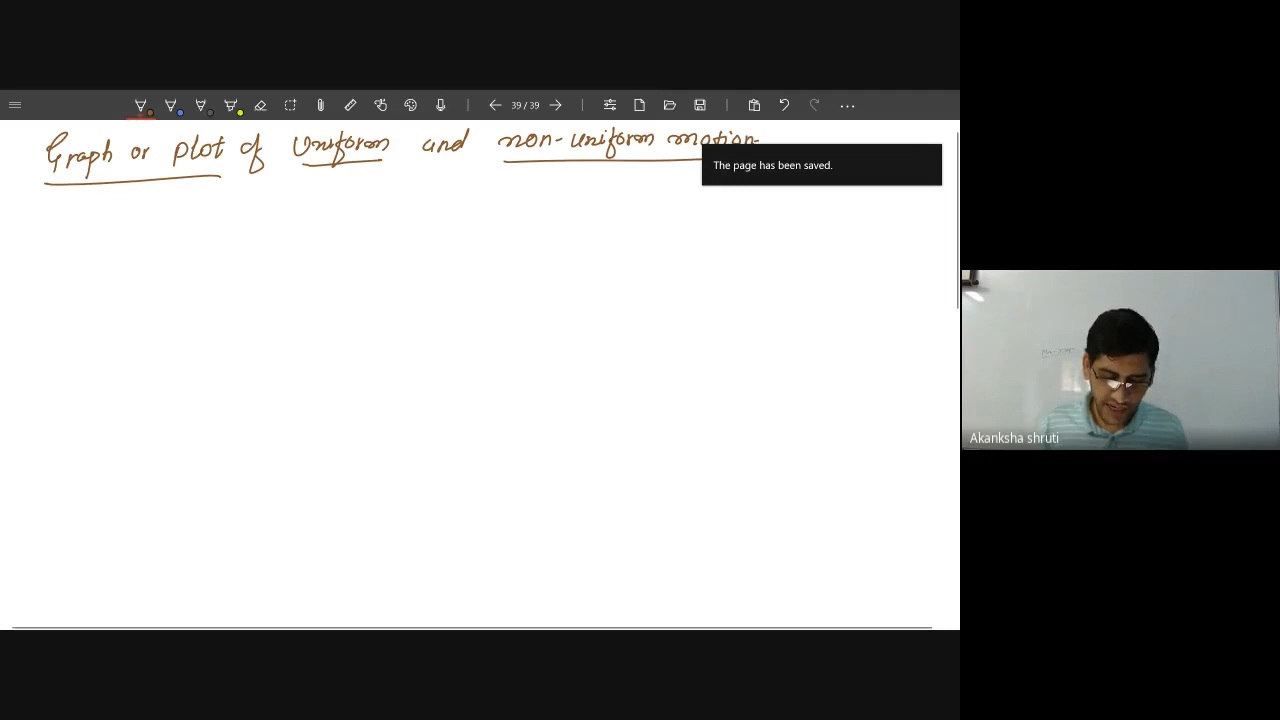 39 / 39
Graph or plot of Uniform and non-uniform motion
The page has been saved.
Akanksha shruti